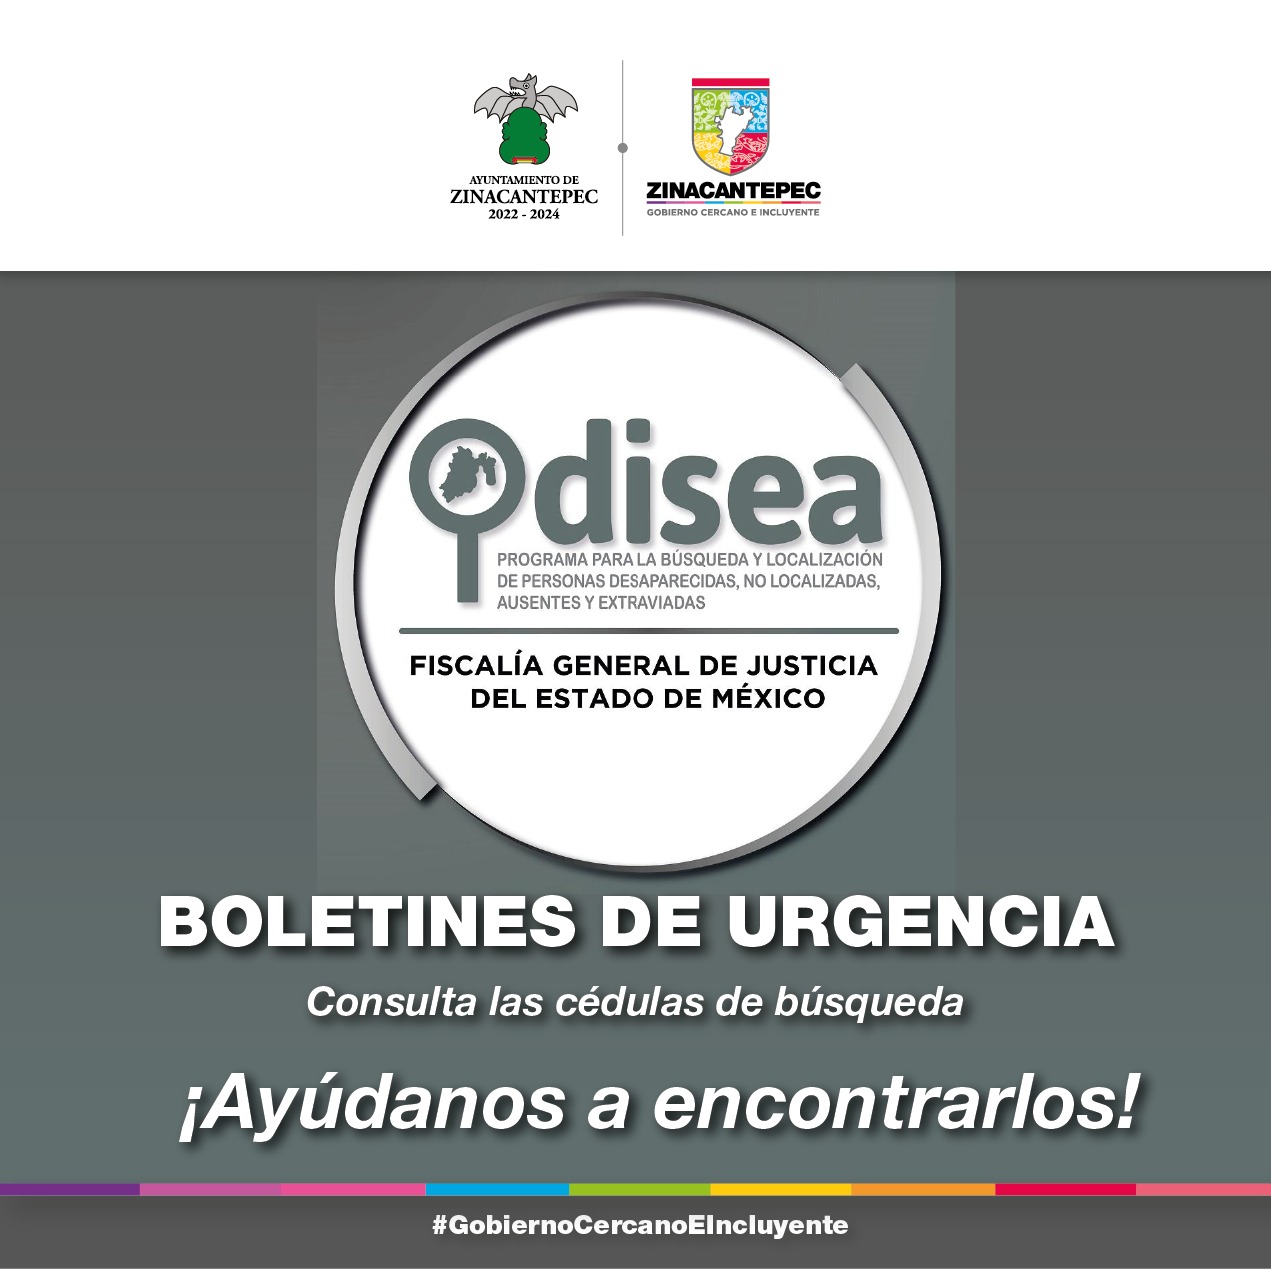 AYUNTAMIENTO DE
ZINACANTEPEC
2022 - 2024
ZINACANTEPEC
GOBIERNO CERCANO E INCLUYENTE
Odisea
PROGRAMA PARA LA BÚSQUEDA Y LOCALIZACIÓN
DE PERSONAS DESAPARECIDAS, NO LOCALIZADAS,
AUSENTES Y EXTRAVIADAS
FISCALÍA GENERAL DE JUSTICIA
DEL ESTADO DE MÉXICO
BOLETINES DE URGENCIA
Consulta las cédulas de búsqueda
¡Ayúdanos a encontrarlos!
#GobiernoCercanoEIncluyente